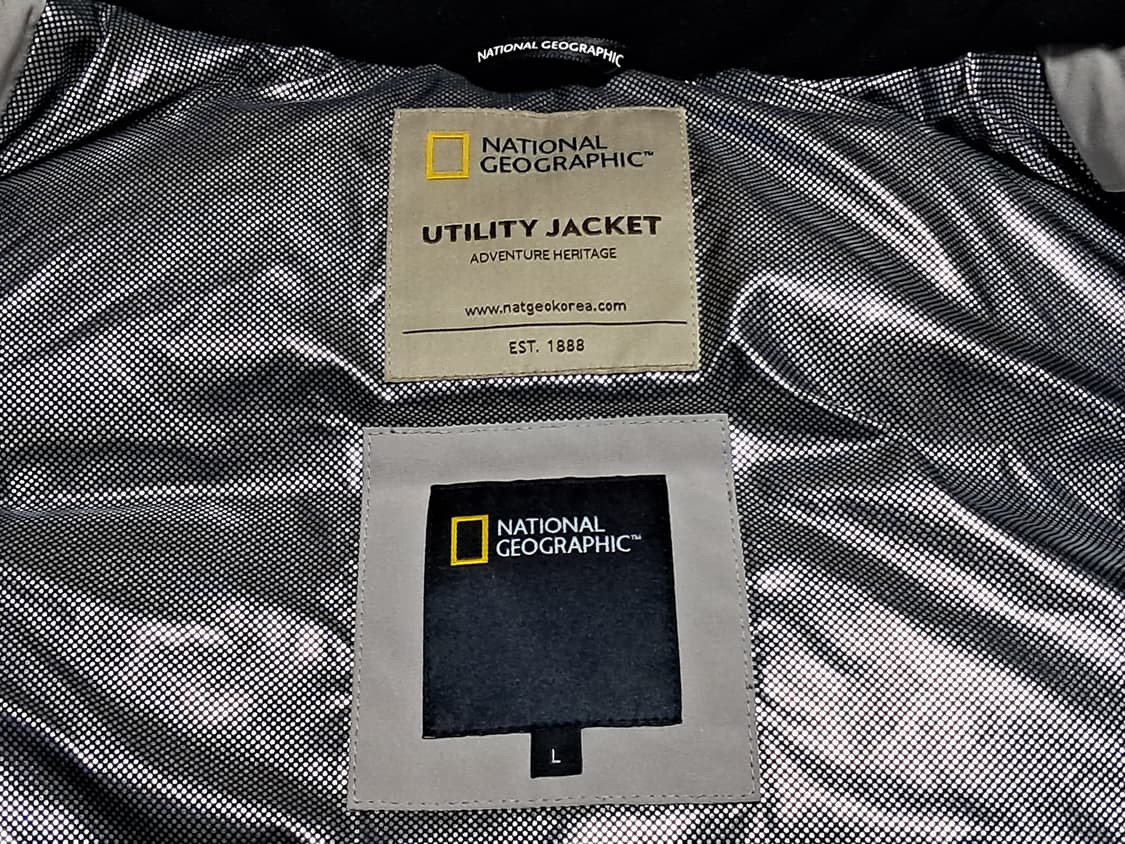 NATIONAL GEOGRAPHIC
NATIONAL
GEOGRAPHIC™
UTILITY JACKET
ADVENTURE HERITAGE
www.natgeokorea.com
EST. 1888
NATIONAL
GEOGRAPHIC™
L